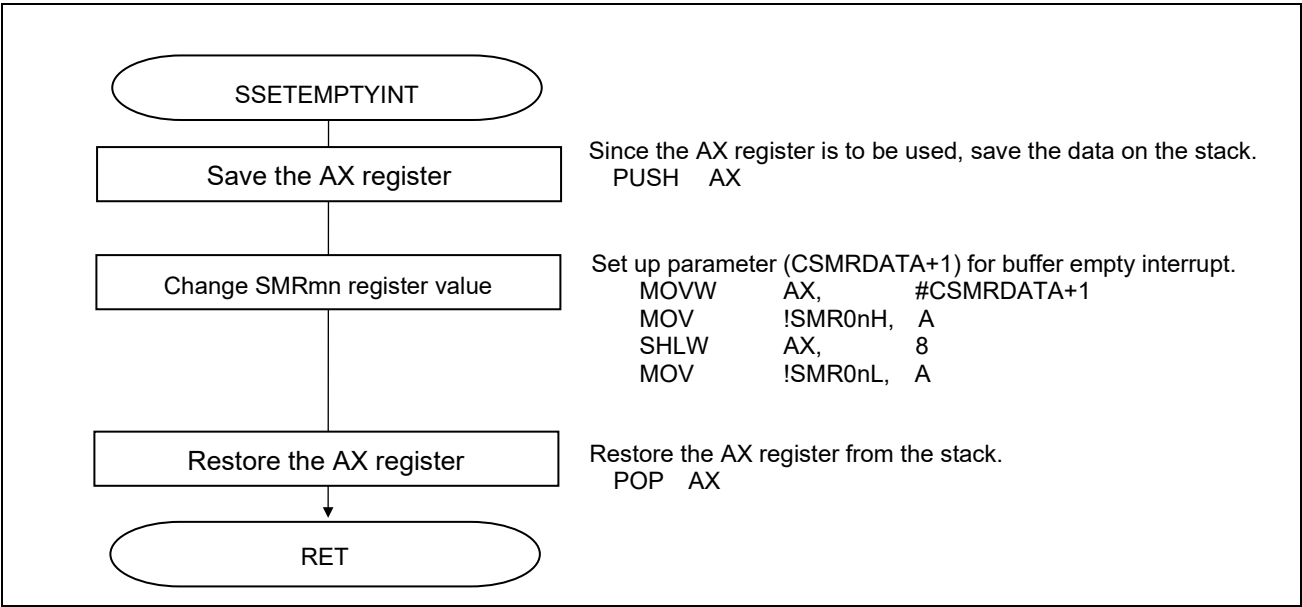 SSETEMPTYINT
Save the AX register
Since the AX register is to be used, save the data on the stack.
PUSH AX
Change SMRmn register value
Set up parameter (CSMRDATA+1) for buffer empty interrupt.
MOVW AX, #CSMRDATA+1
MOV !SMR0nH, A
SHLW AX, 8
MOV !SMR0nL, A
Restore the AX register
Restore the AX register from the stack.
POP AX
RET